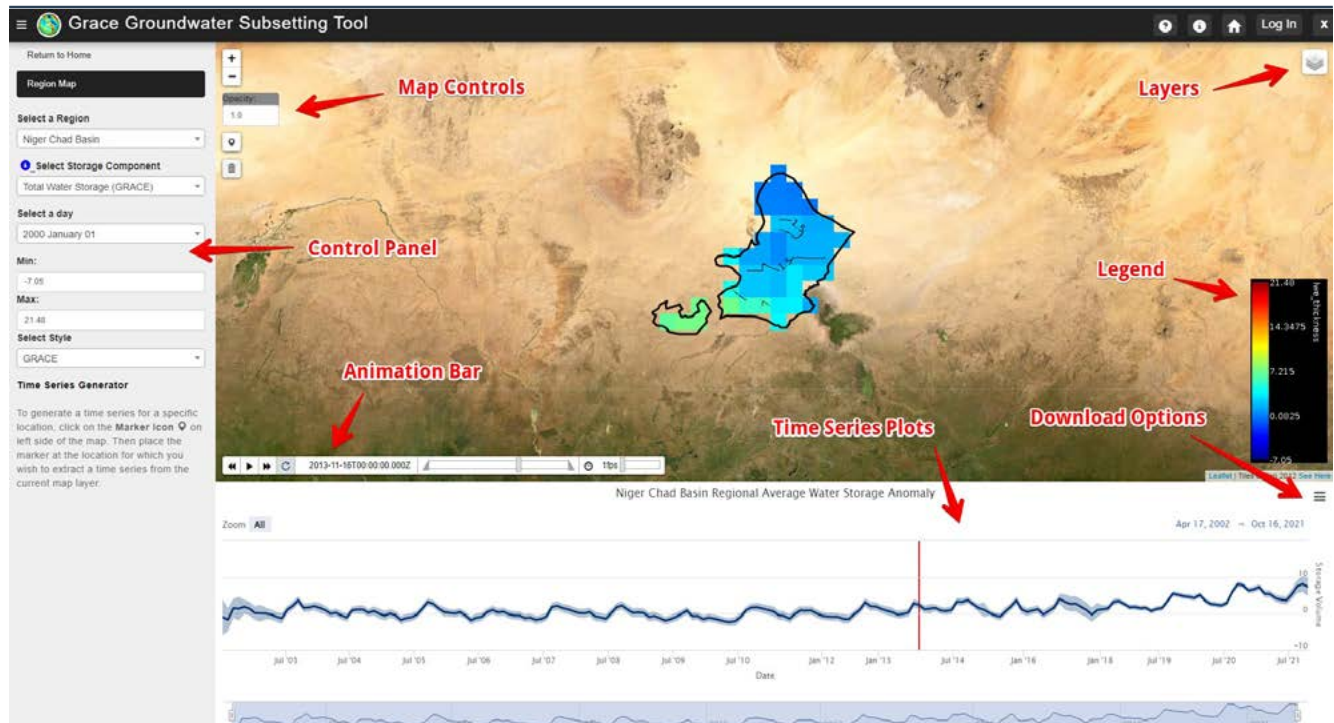 Grace Groundwater Subsetting Tool
Log In
x
Return to Home
Region Map
Select a Region
Niger Chad Basin
Select Storage Component
Total Water Storage (GRACE)
Select a day
2000 January 01
Min:
-7.05
Max:
21.48
Select Style
GRACE
Time Series Generator
To generate a time series for a specific
location, click on the Marker icon on
left side of the map. Then place the
marker at the location for which you
wish to extract a time series from the
current map layer.
+
−
Opacity:
1.0
Map Controls
Layers
Control Panel
Legend
21.48
14.3475
7.215
0.0825
-7.05
lwe_thickness
Animation Bar
Time Series Plots
Download Options
2013-11-16T00:00:00.000Z
1fps
Leaflet | Tiles
2012 See Here
Niger Chad Basin Regional Average Water Storage Anomaly
Zoom All
Apr 17, 2002 → Oct 16, 2021
10
0
-10
Storage Volume
Jul '03 Jul '04 Jul '05 Jul '06 Jul '07 Jul '08 Jul '09 Jul '10 Jan '12 Jan '13 Jul '14 Jan '16 Jan '18 Jul '19 Jul '20 Jul '21
Date